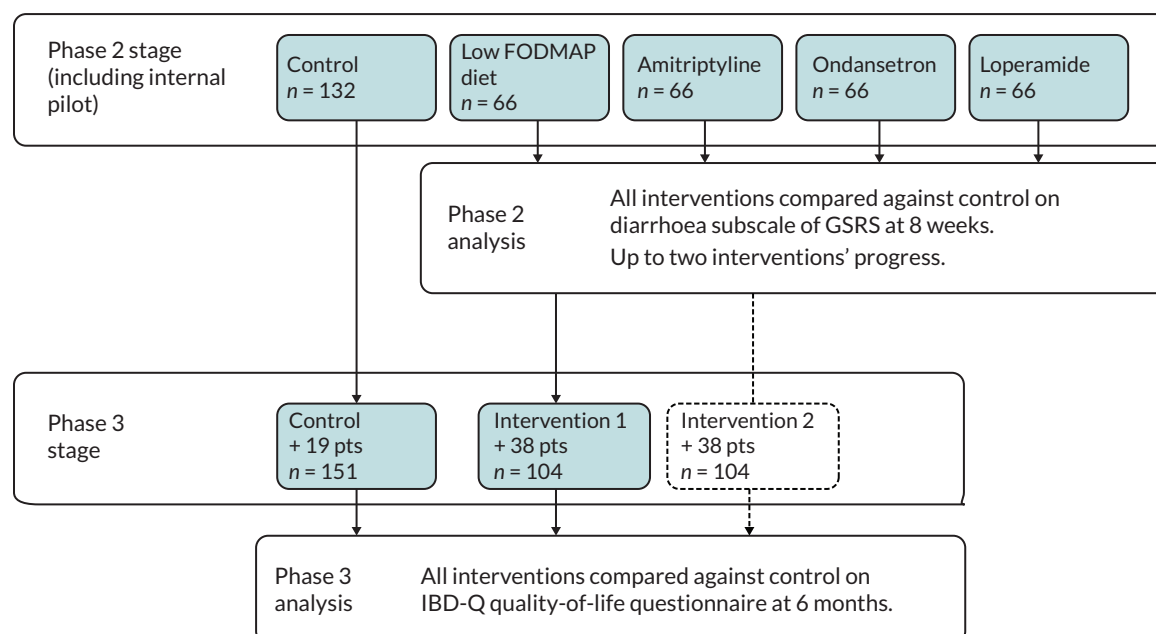 Phase 2 stage
(including internal
pilot)
Control
n = 132
Low FODMAP
diet
n = 66
Amitriptyline
n = 66
Ondansetron
n = 66
Loperamide
n = 66
Phase 2
analysis
All interventions compared against control on
diarrhoea subscale of GSRS at 8 weeks.
Up to two interventions’ progress.
Phase 3
stage
Control
+ 19 pts
n = 151
Intervention 1
+ 38 pts
n = 104
Intervention 2
+ 38 pts
n = 104
Phase 3
analysis
All interventions compared against control on
IBD-Q quality-of-life questionnaire at 6 months.